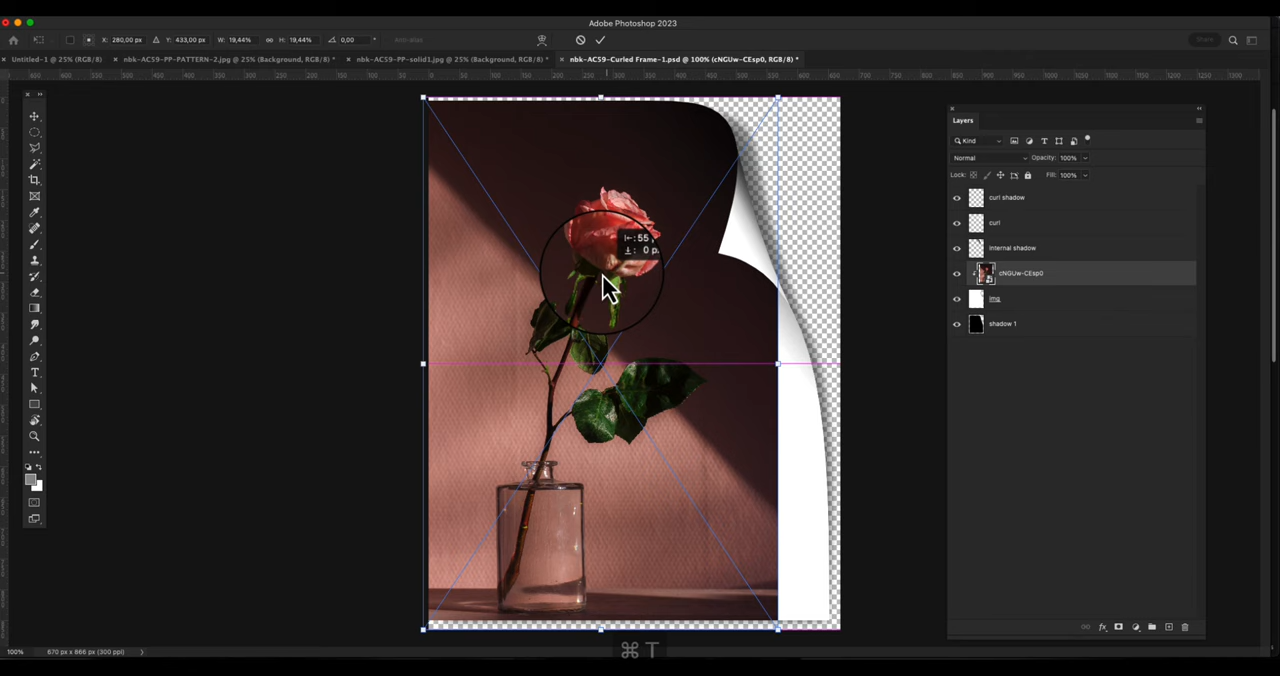 Adobe Photoshop 2023
X: 280,00 px Y: 433,00 px W: 19,44% H: 19,44% 0,00 Anti-alias Share
Untitled-1 @ 25% (RGB/8) nbk-AC59-PP-PATTERN-2.jpg @ 25% (Background, RGB/8) * nbk-AC59-PP-solid1.jpg @ 25% (Background, RGB/8) * nbk-AC59-Curled Frame-1.psd @ 100% (cNGUw-CEsp0, RGB/8) *
Layers
Kind
Normal Opacity: 100%
Lock: Fill: 100%
curl shadow
curl
internal shadow
cNGUw-CEsp0
img
shadow 1
55
0 p
⌘ T
100% 670 px x 666 px (300 ppi)